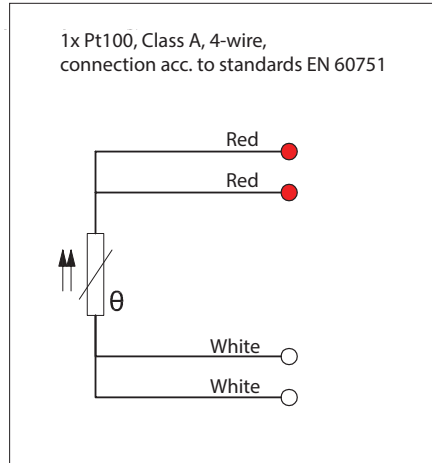 1x Pt100, Class A, 4-wire,
connection acc. to standards EN 60751
Red
Red
θ
White
White